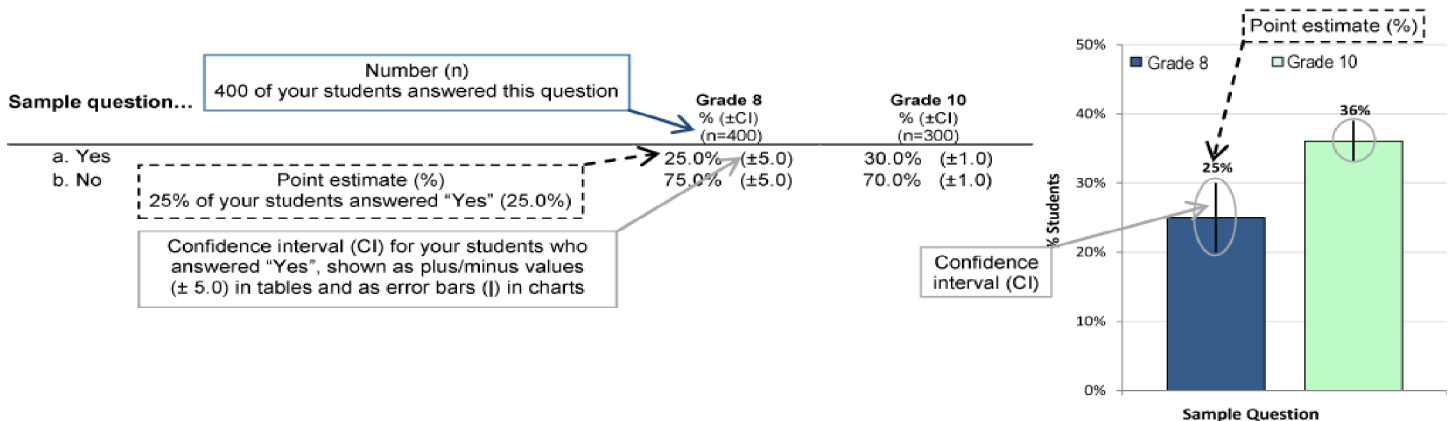 Sample question...
Number (n)
400 of your students answered this question
Grade 8
% (±CI)
(n=400)
Grade 10
% (±CI)
(n=300)
a. Yes 25.0% (±5.0) 30.0% (±1.0)
b. No 75.0% (±5.0) 70.0% (±1.0)
Point estimate (%)
25% of your students answered “Yes” (25.0%)
Confidence interval (CI) for your students who
answered “Yes”, shown as plus/minus values
(± 5.0) in tables and as error bars (|) in charts
Point estimate (%)
50%
Grade 8 Grade 10
40%
36%
30%
25%
20%
10%
0%
% Students
Confidence
interval (CI)
Sample Question